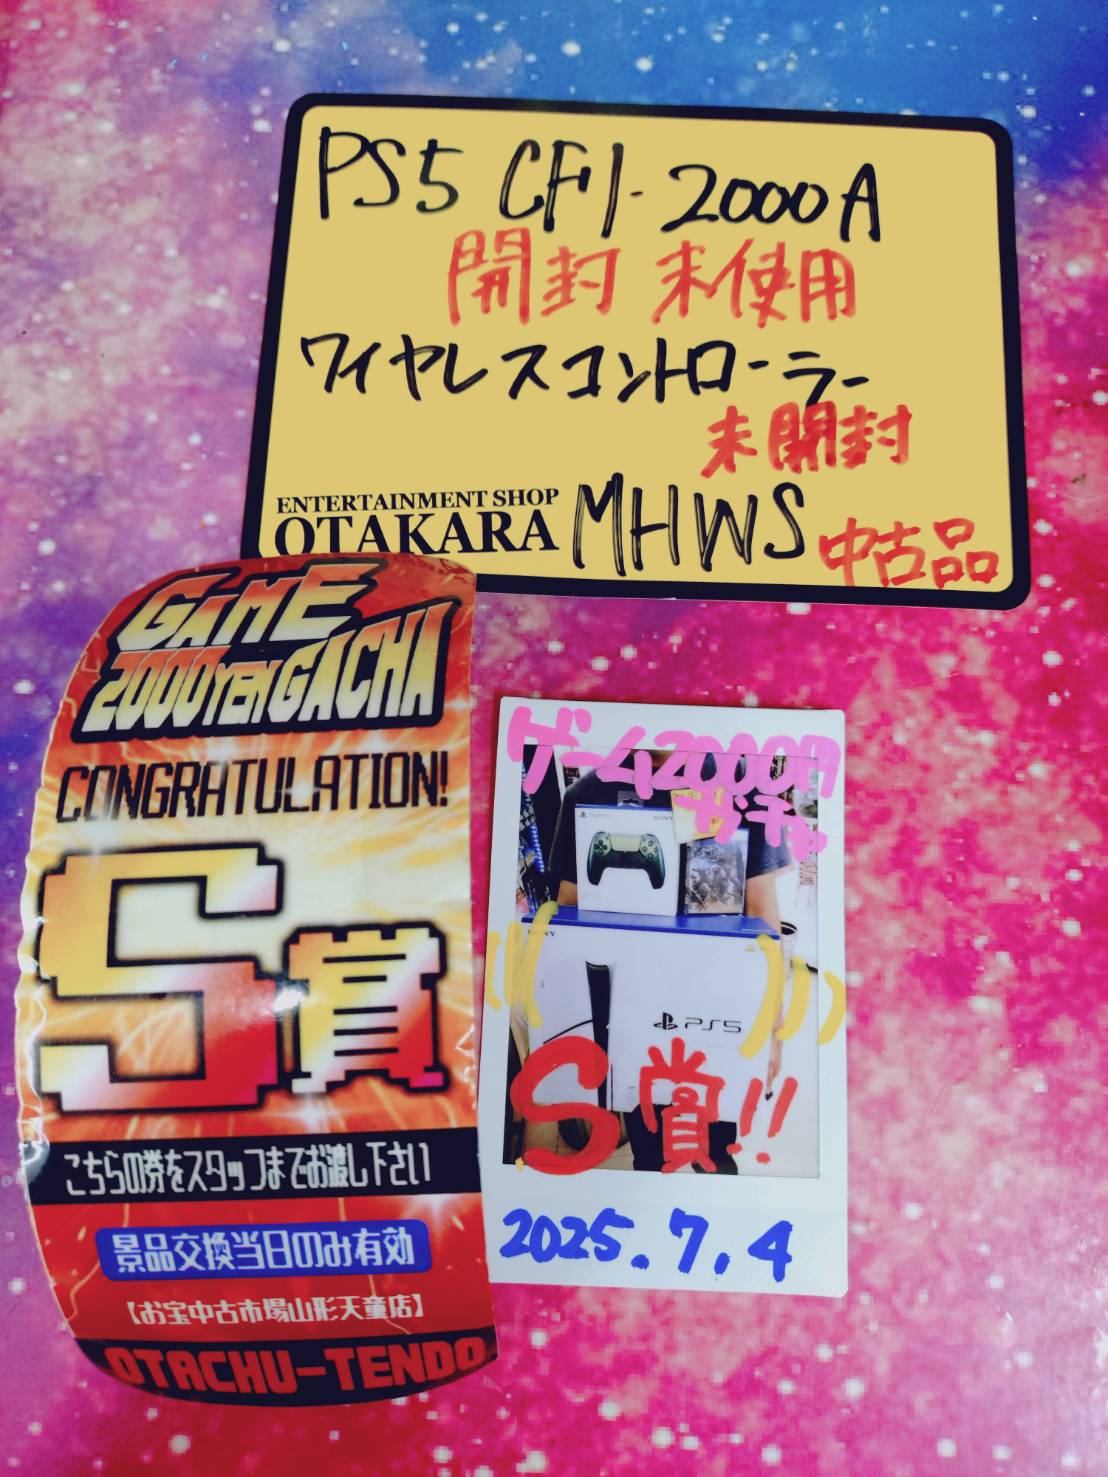 PS5 CFI-2000A
開封 未使用
ワイヤレスコントローラー
未開封
ENTERTAINMENT SHOP
OTAKARA
MHWS 中古品
GAME
2000YEN GACHA
CONGRATULATION!
S賞
こちらの券をスタッフまでお渡し下さい
景品交換当日のみ有効
【お宝中古市場山形天童店】
OTACHU-TENDO
ゲーム2000円
ガチャ
SONY
PS5
S賞!!
2025.7.4